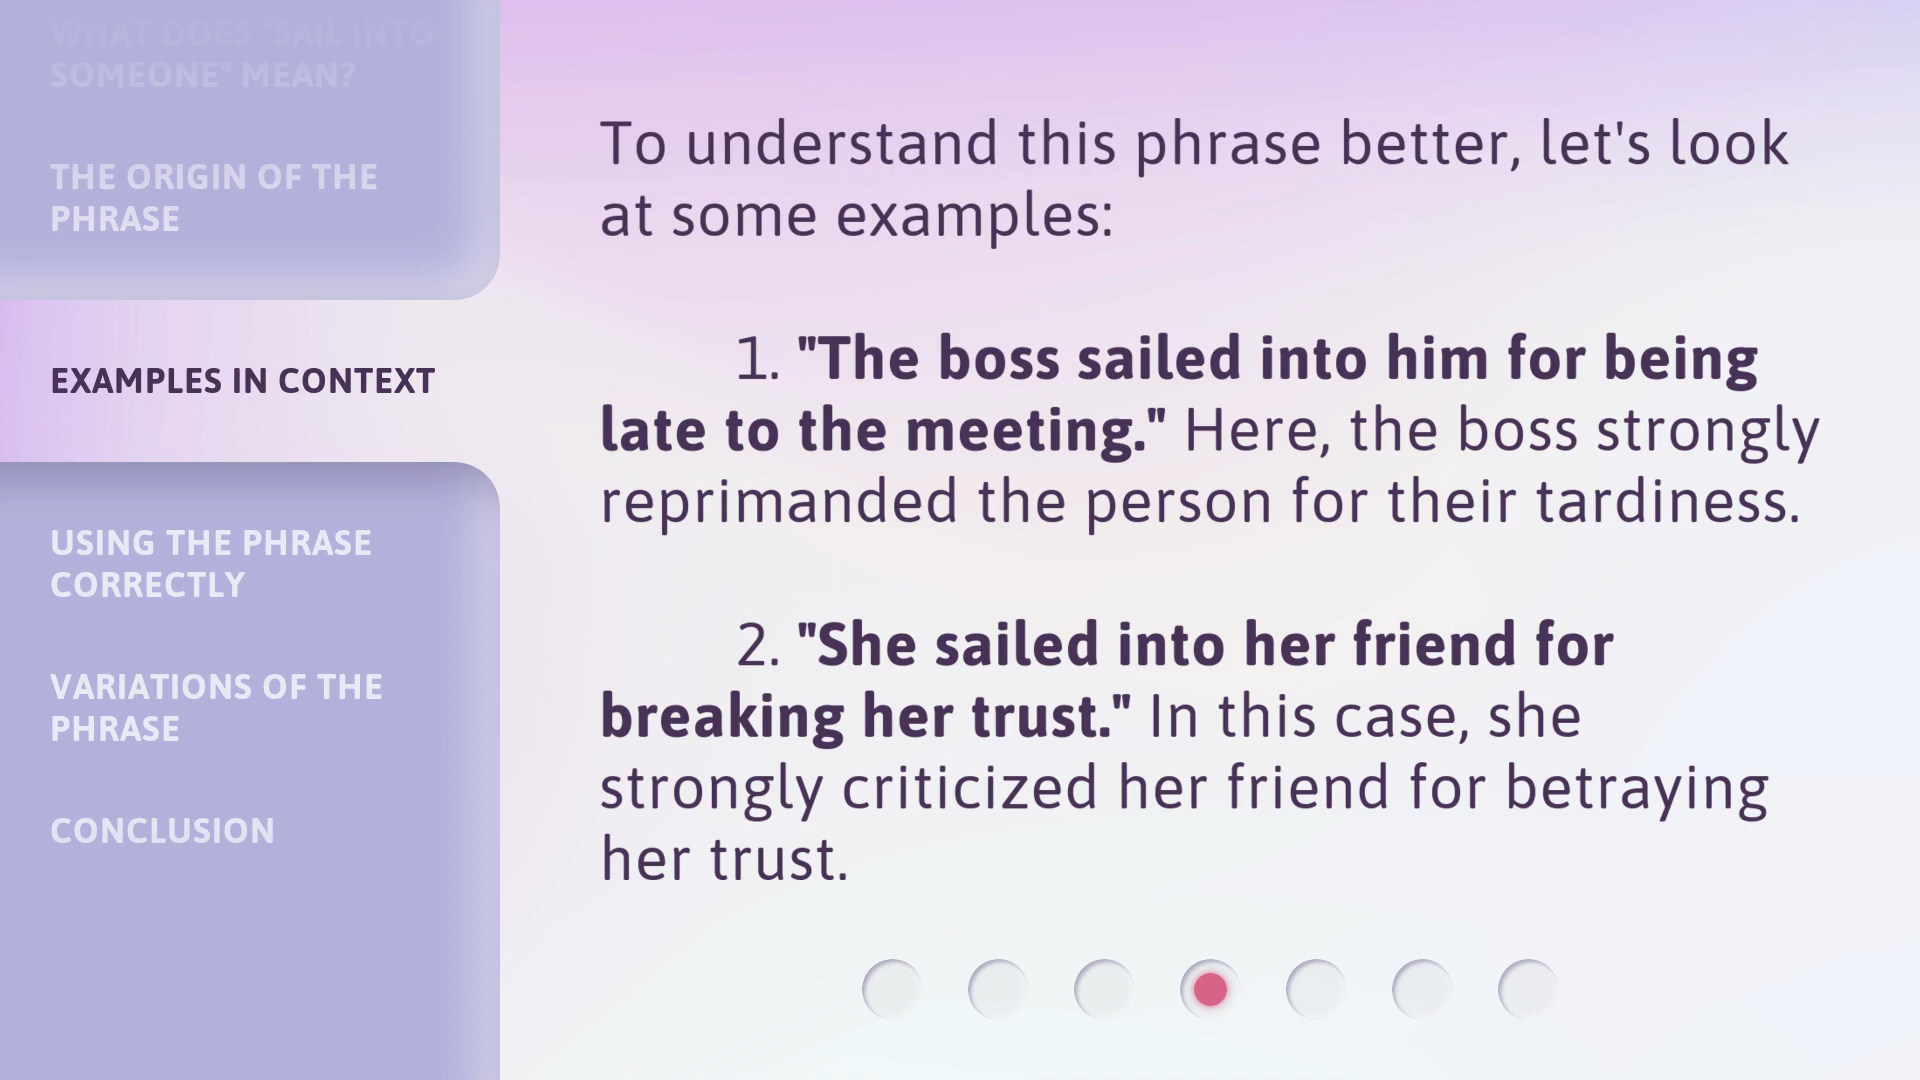 WHAT DOES "SAIL INTO
SOMEONE" MEAN?
THE ORIGIN OF THE
PHRASE
EXAMPLES IN CONTEXT
USING THE PHRASE
CORRECTLY
VARIATIONS OF THE
PHRASE
CONCLUSION
To understand this phrase better, let's look
at some examples:
1. "The boss sailed into him for being
late to the meeting." Here, the boss strongly
reprimanded the person for their tardiness.
2. "She sailed into her friend for
breaking her trust." In this case, she
strongly criticized her friend for betraying
her trust.